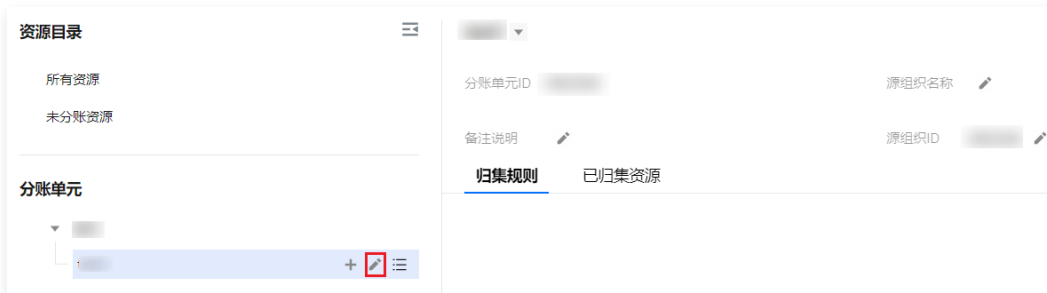 资源目录
所有资源
未分账资源
分账单元
分账单元ID
源组织名称
备注说明
源组织ID
归集规则
已归集资源